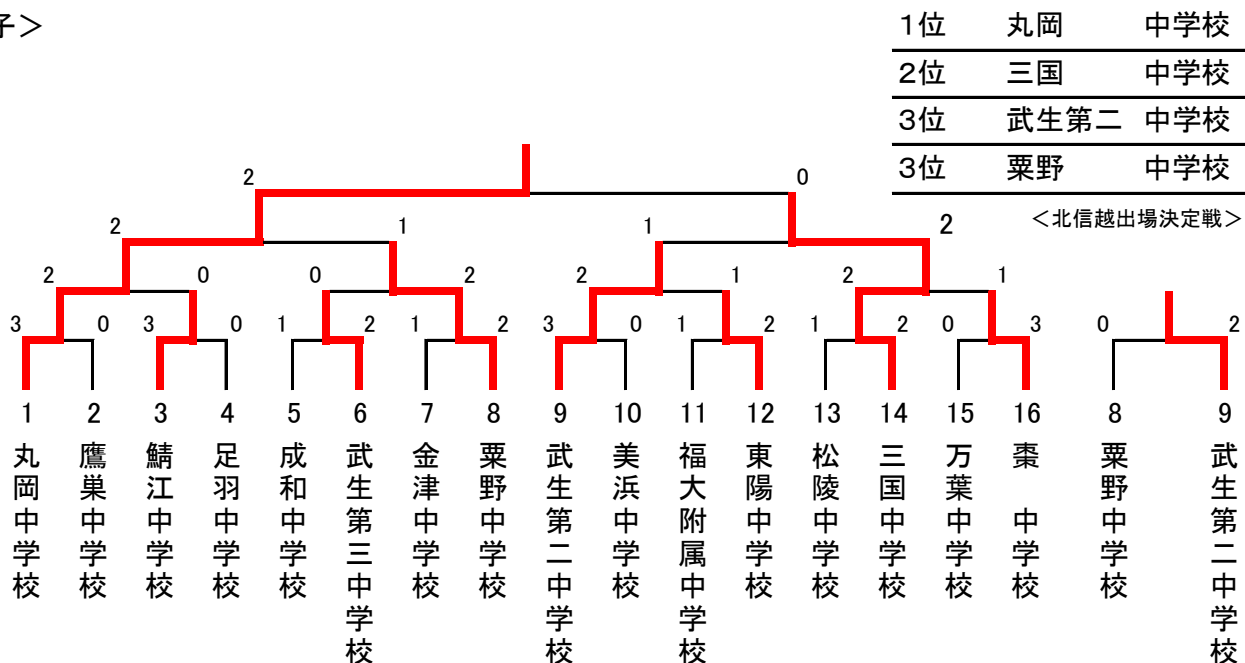 子＞
1位 丸岡 中学校
2位 三国 中学校
3位 武生第二 中学校
3位 粟野 中学校
＜北信越出場決定戦＞
2 0
2 1 1 2
2 0 0 2 2 1 2 1
3 0 3 0 1 2 1 2 3 0 1 2 1 2 0 3 0 2
1 2 3 4 5 6 7 8 9 10 11 12 13 14 15 16 8 9
丸岡中学校
鷹巣中学校
鯖江中学校
足羽中学校
成和中学校
武生第三中学校
金津中学校
粟野中学校
武生第二中学校
美浜中学校
福大附属中学校
東陽中学校
松陵中学校
三国中学校
万葉中学校
棗 中学校
粟野中学校
武生第二中学校